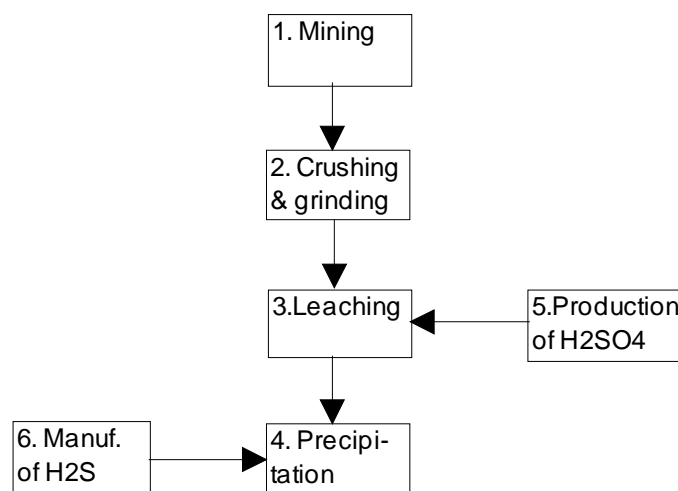 1. Mining
2. Crushing
& grinding
3.Leaching
5.Production
of H2SO4
6. Manuf.
of H2S
4. Precipi-
tation